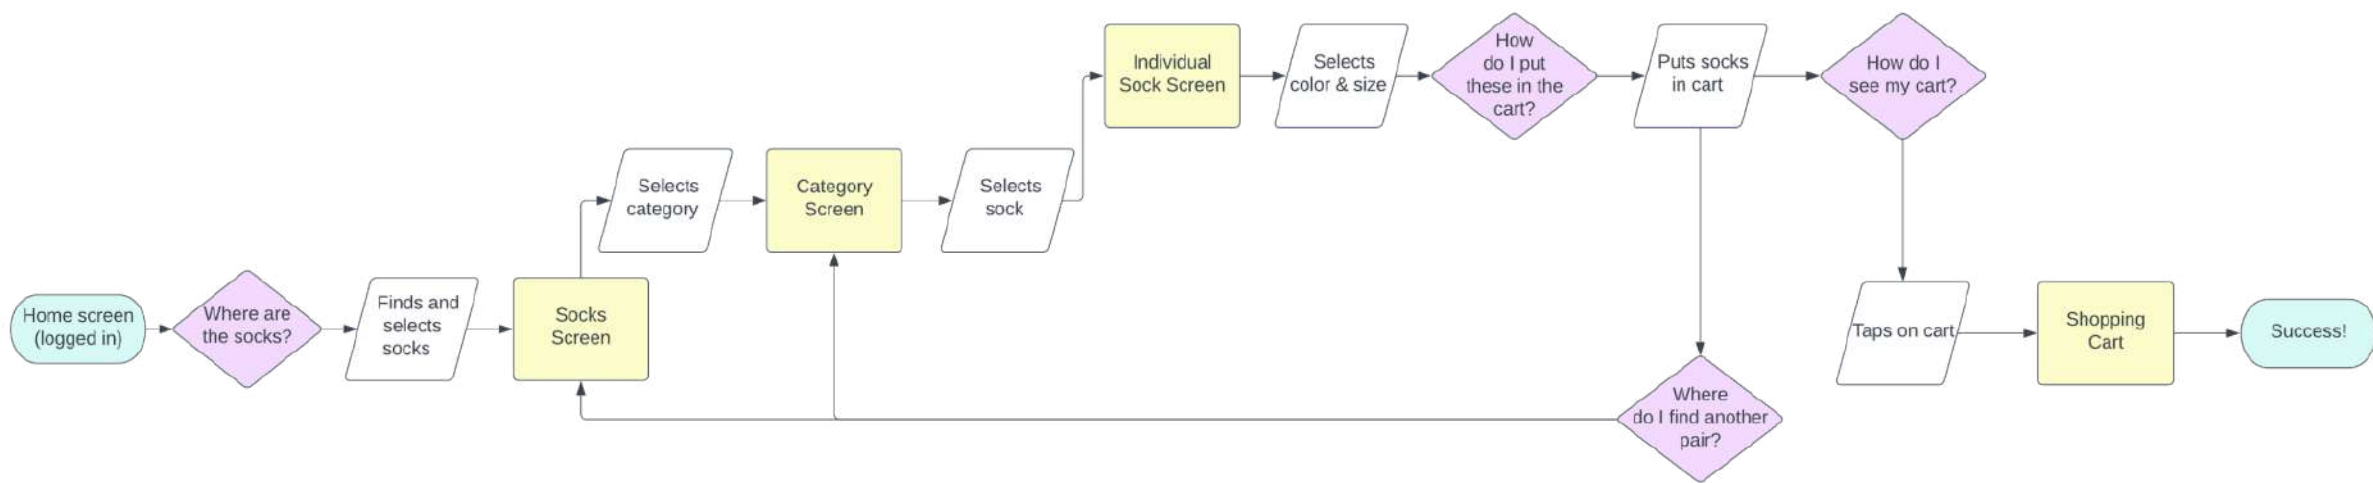 Home screen
(logged in)
Where are
the socks?
Finds and
selects
socks
Socks
Screen
Selects
category
Category
Screen
Selects
sock
Individual
Sock Screen
Selects
color & size
How
do I put
these in the
cart?
Puts socks
in cart
How do I
see my cart?
Where
do I find another
pair?
Taps on cart
Shopping
Cart
Success!